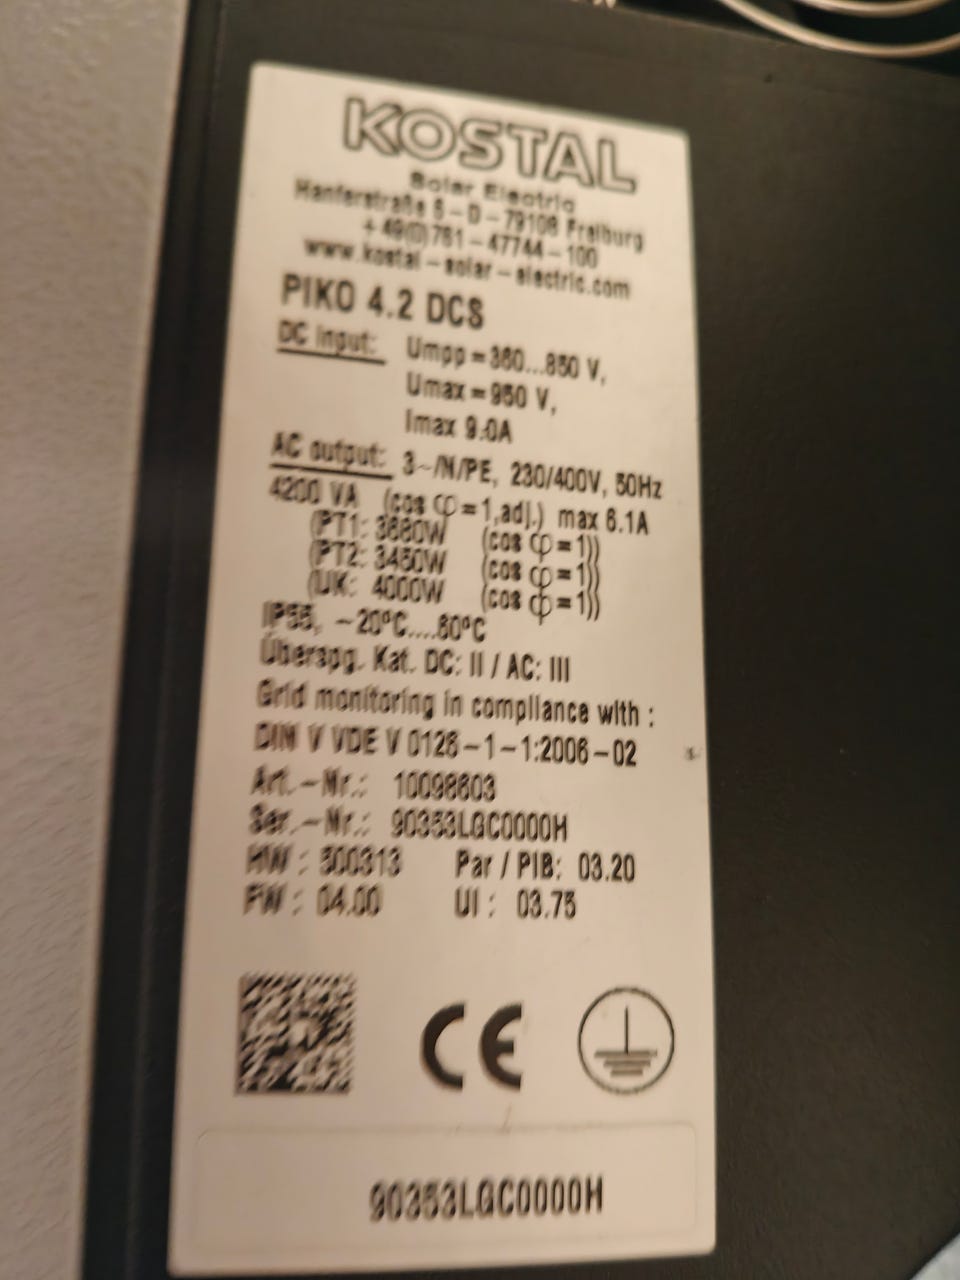 KOSTAL
Solar Electric
Hanferstraße 6 - D - 79108 Freiburg
+ 49(0)761 - 47744 - 100
www.kostal - solar - electric.com
PIKO 4.2 DCS
DC input: Umpp = 360...850 V,
Umax = 950 V,
Imax 9.0A
AC output: 3~/N/PE, 230/400V, 50Hz
4200 VA (cos φ = 1,adj.) max 6.1A
(PT1: 3680W (cos φ = 1))
(PT2: 3450W (cos φ = 1))
(UK: 4000W (cos φ = 1))
IP55, -20°C....60°C
Überspg. Kat. DC: II / AC: III
Grid monitoring in compliance with :
DIN V VDE V 0126-1-1:2006-02
Art.-Nr.: 10098603
Ser.-Nr.: 90353LGC0000H
HW : 500313 Par / PIB: 03.20
FW : 04.00 UI : 03.75
CE
90353LGC0000H